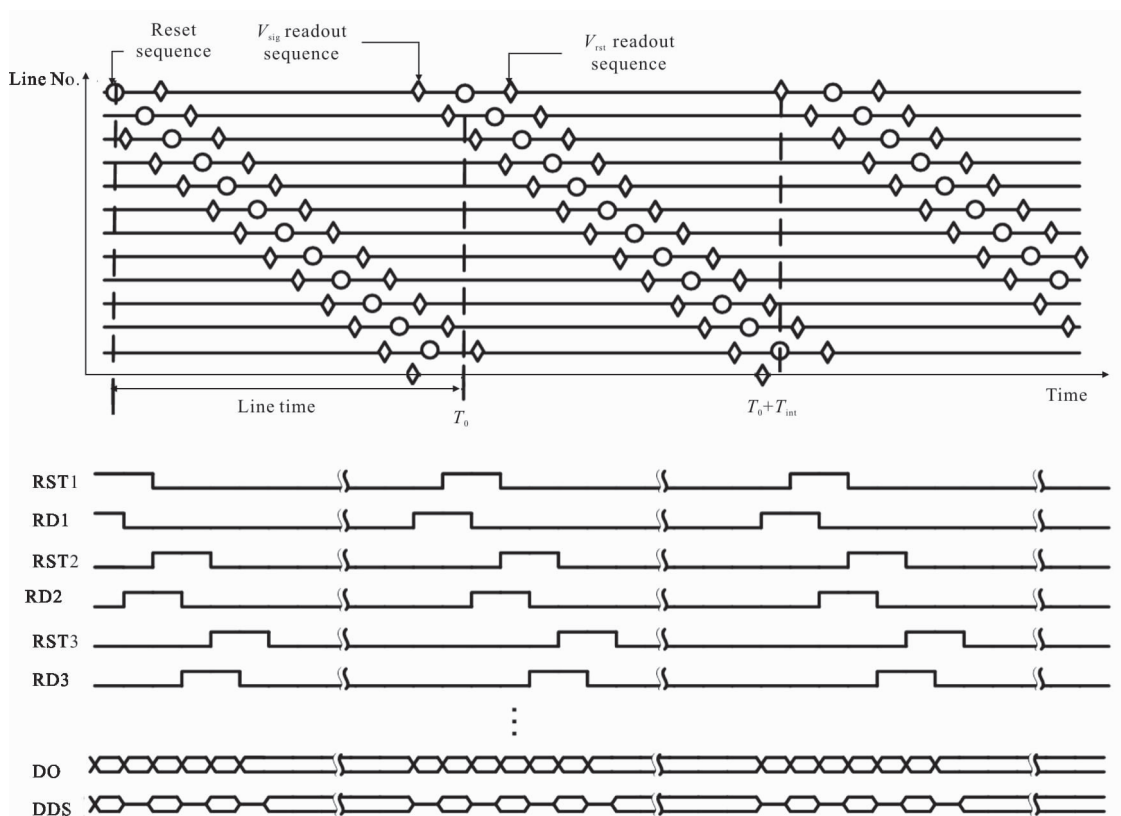 Reset
sequence
V_sig readout
sequence
V_rst readout
sequence
Line No.
Line time
T_0
T_0+T_int
Time
RST1
RD1
RST2
RD2
RST3
RD3
⋮
DO
DDS